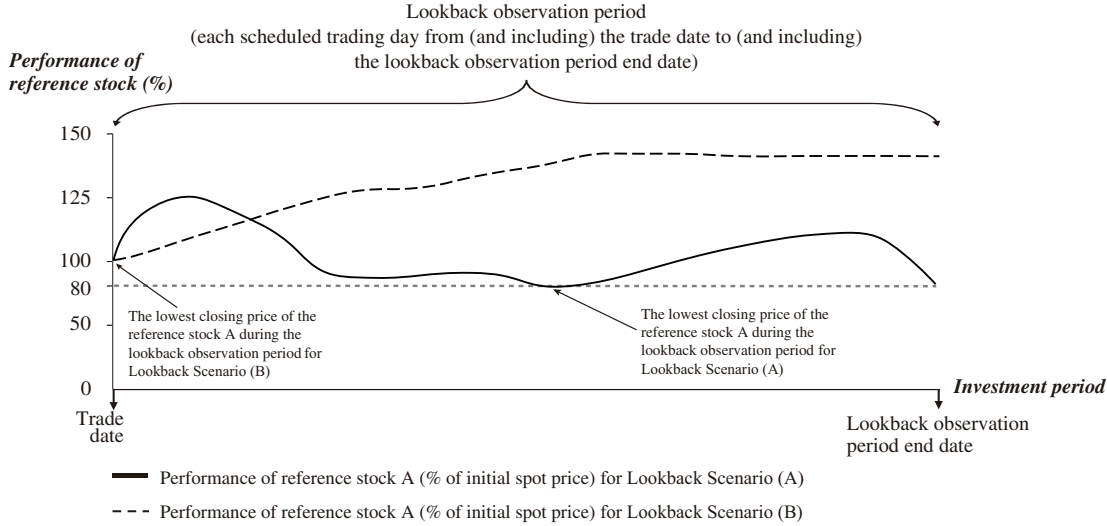 Lookback observation period
(each scheduled trading day from (and including) the trade date to (and including)
the lookback observation period end date)
Performance of
reference stock (%)
150
125
100
80
50
0
The lowest closing price of the
reference stock A during the
lookback observation period for
Lookback Scenario (B)
The lowest closing price of the
reference stock A during the
lookback observation period for
Lookback Scenario (A)
Investment period
Trade
date
Lookback observation
period end date
Performance of reference stock A (% of initial spot price) for Lookback Scenario (A)
Performance of reference stock A (% of initial spot price) for Lookback Scenario (B)